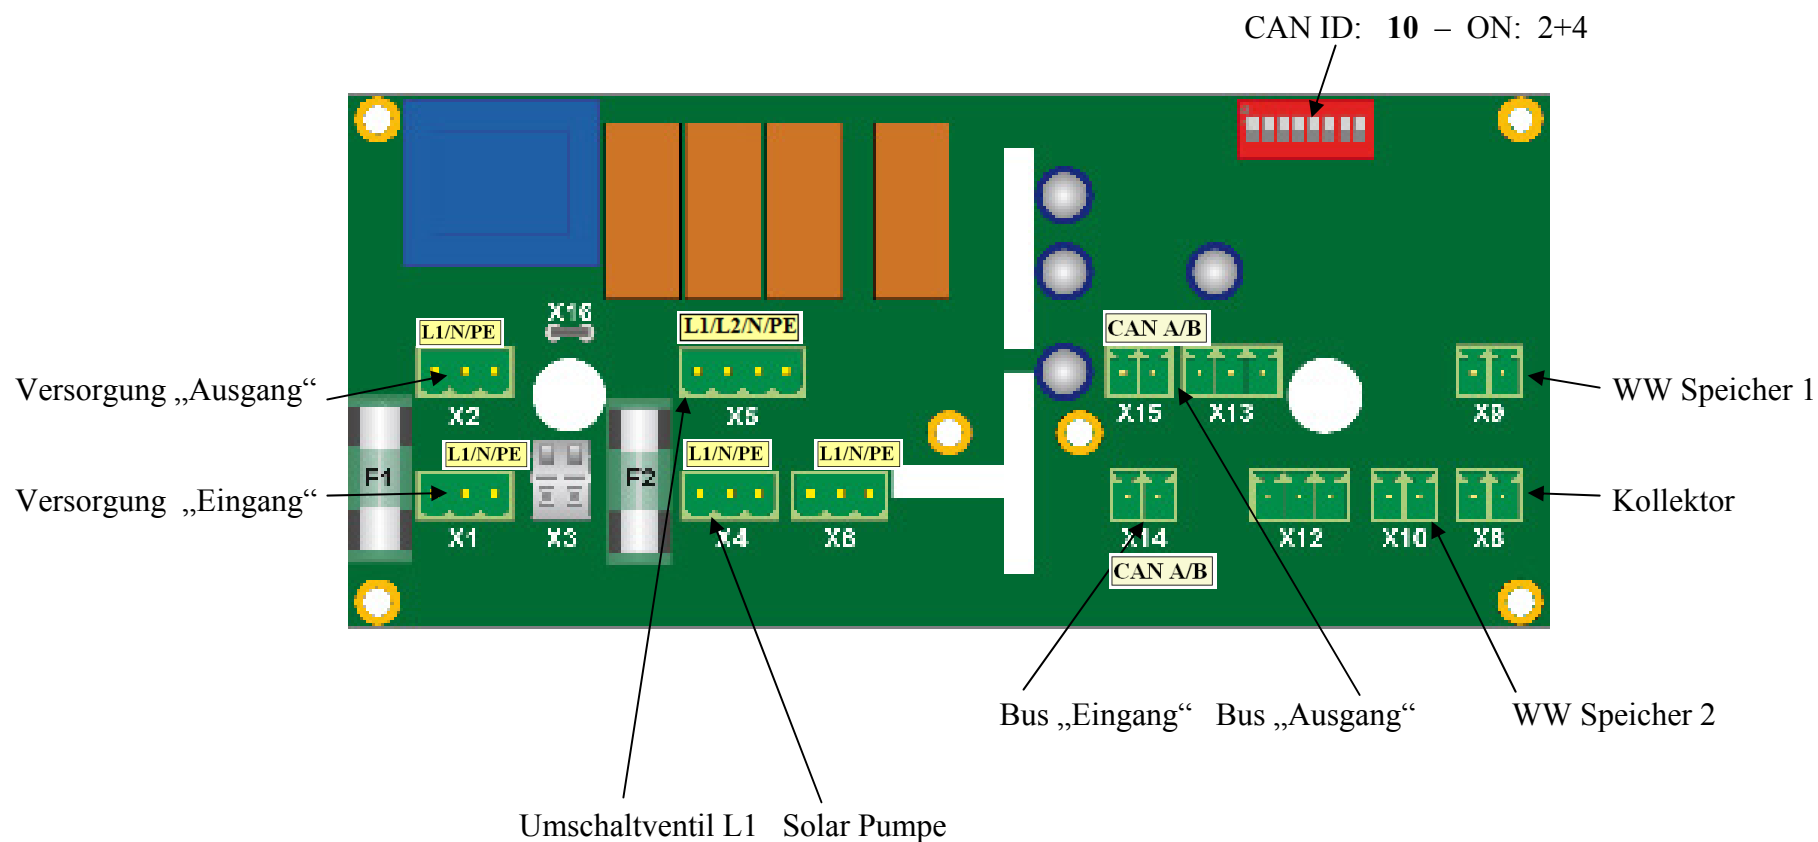 CAN ID: 10 – ON: 2+4
X16
L1/N/PE
L1/L2/N/PE
CAN A/B
Versorgung „Ausgang“
X2
X5
X15
X13
X9
WW Speicher 1
L1/N/PE
L1/N/PE
L1/N/PE
F1
F2
Versorgung „Eingang“
Kollektor
X1
X3
X4
X6
X14
X12
X10
X8
CAN A/B
Bus „Eingang“
Bus „Ausgang“
WW Speicher 2
Umschaltventil L1
Solar Pumpe